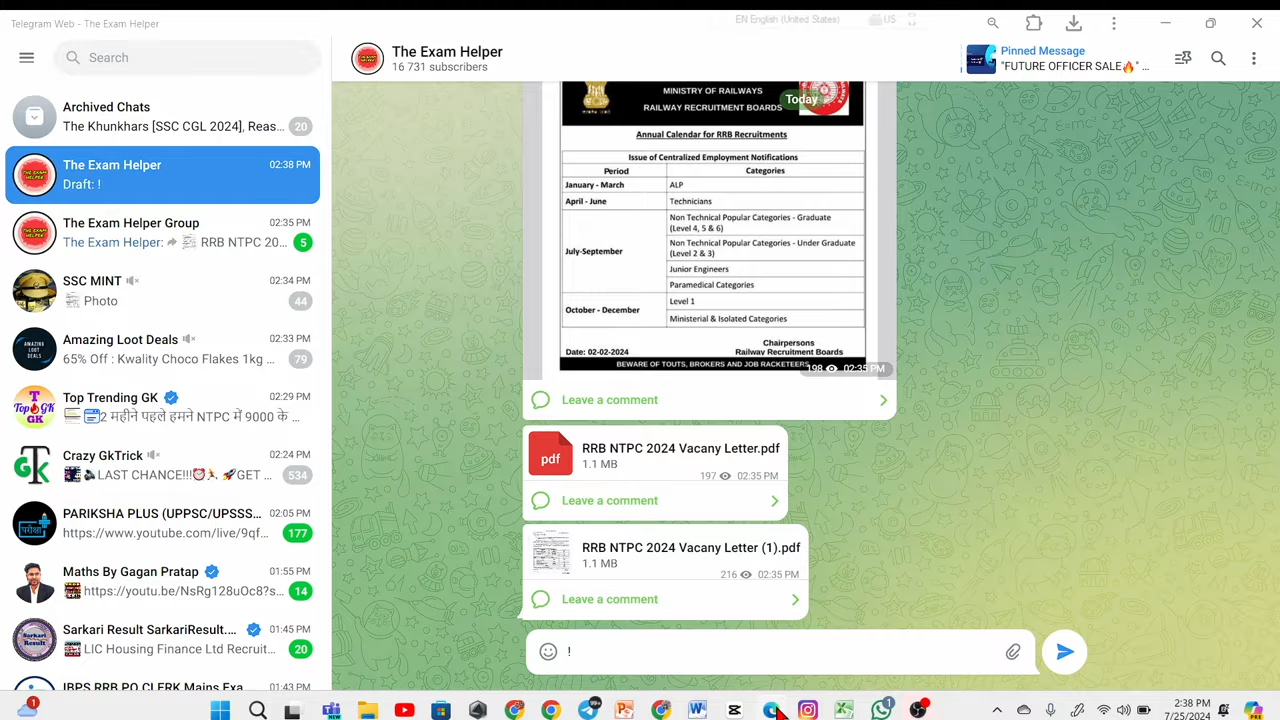 Telegram Web - The Exam Helper
EN English (United States)
US
Search
The Exam Helper
16 731 subscribers
Pinned Message
"FUTURE OFFICER SALE🔥" ...
Archived Chats
The Khunkhars [SSC CGL 2024], Reas...
20
The Exam Helper
02:38 PM
Draft: !
The Exam Helper Group
02:35 PM
The Exam Helper: RRB NTPC 20...
5
SSC MINT
02:34 PM
Photo
44
Amazing Loot Deals
02:33 PM
65% Off : Kwality Choco Flakes 1kg ...
79
Top Trending GK
02:29 PM
2 महीने पहले हमने NTPC में 9000 के ...
Crazy GkTrick
02:24 PM
LAST CHANCE!!!⏰🏃 🚀GET ...
534
PARIKSHA PLUS (UPPSC/UPSSS...
02:05 PM
https://www.youtube.com/live/9qf...
177
Maths By Gagan Pratap
01:55 PM
https://youtu.be/NsRg128uOc8?s...
14
Sarkari Result SarkariResult....
01:45 PM
LIC Housing Finance Ltd Recruit...
20
IBPS RRB PO CLERK Mains Exa
01:43 PM
MINISTRY OF RAILWAYS
RAILWAY RECRUITMENT BOARDS
Today
Annual Calendar for RRB Recruitments
Issue of Centralized Employment Notifications
Period Categories
January - March ALP
April - June Technicians
July-September
Non Technical Popular Categories - Graduate
(Level 4, 5 & 6)
Non Technical Popular Categories - Under Graduate
(Level 2 & 3)
Junior Engineers
Paramedical Categories
October - December
Level 1
Ministerial & Isolated Categories
Chairpersons
Date: 02-02-2024 Railway Recruitment Boards
BEWARE OF TOUTS, BROKERS AND JOB RACKETEERS
198 02:35 PM
Leave a comment
pdf
RRB NTPC 2024 Vacany Letter.pdf
1.1 MB
197 02:35 PM
Leave a comment
RRB NTPC 2024 Vacany Letter (1).pdf
1.1 MB
216 02:35 PM
Leave a comment
!
1
NEW
99+
1
2:38 PM
7/25/2024
PRE